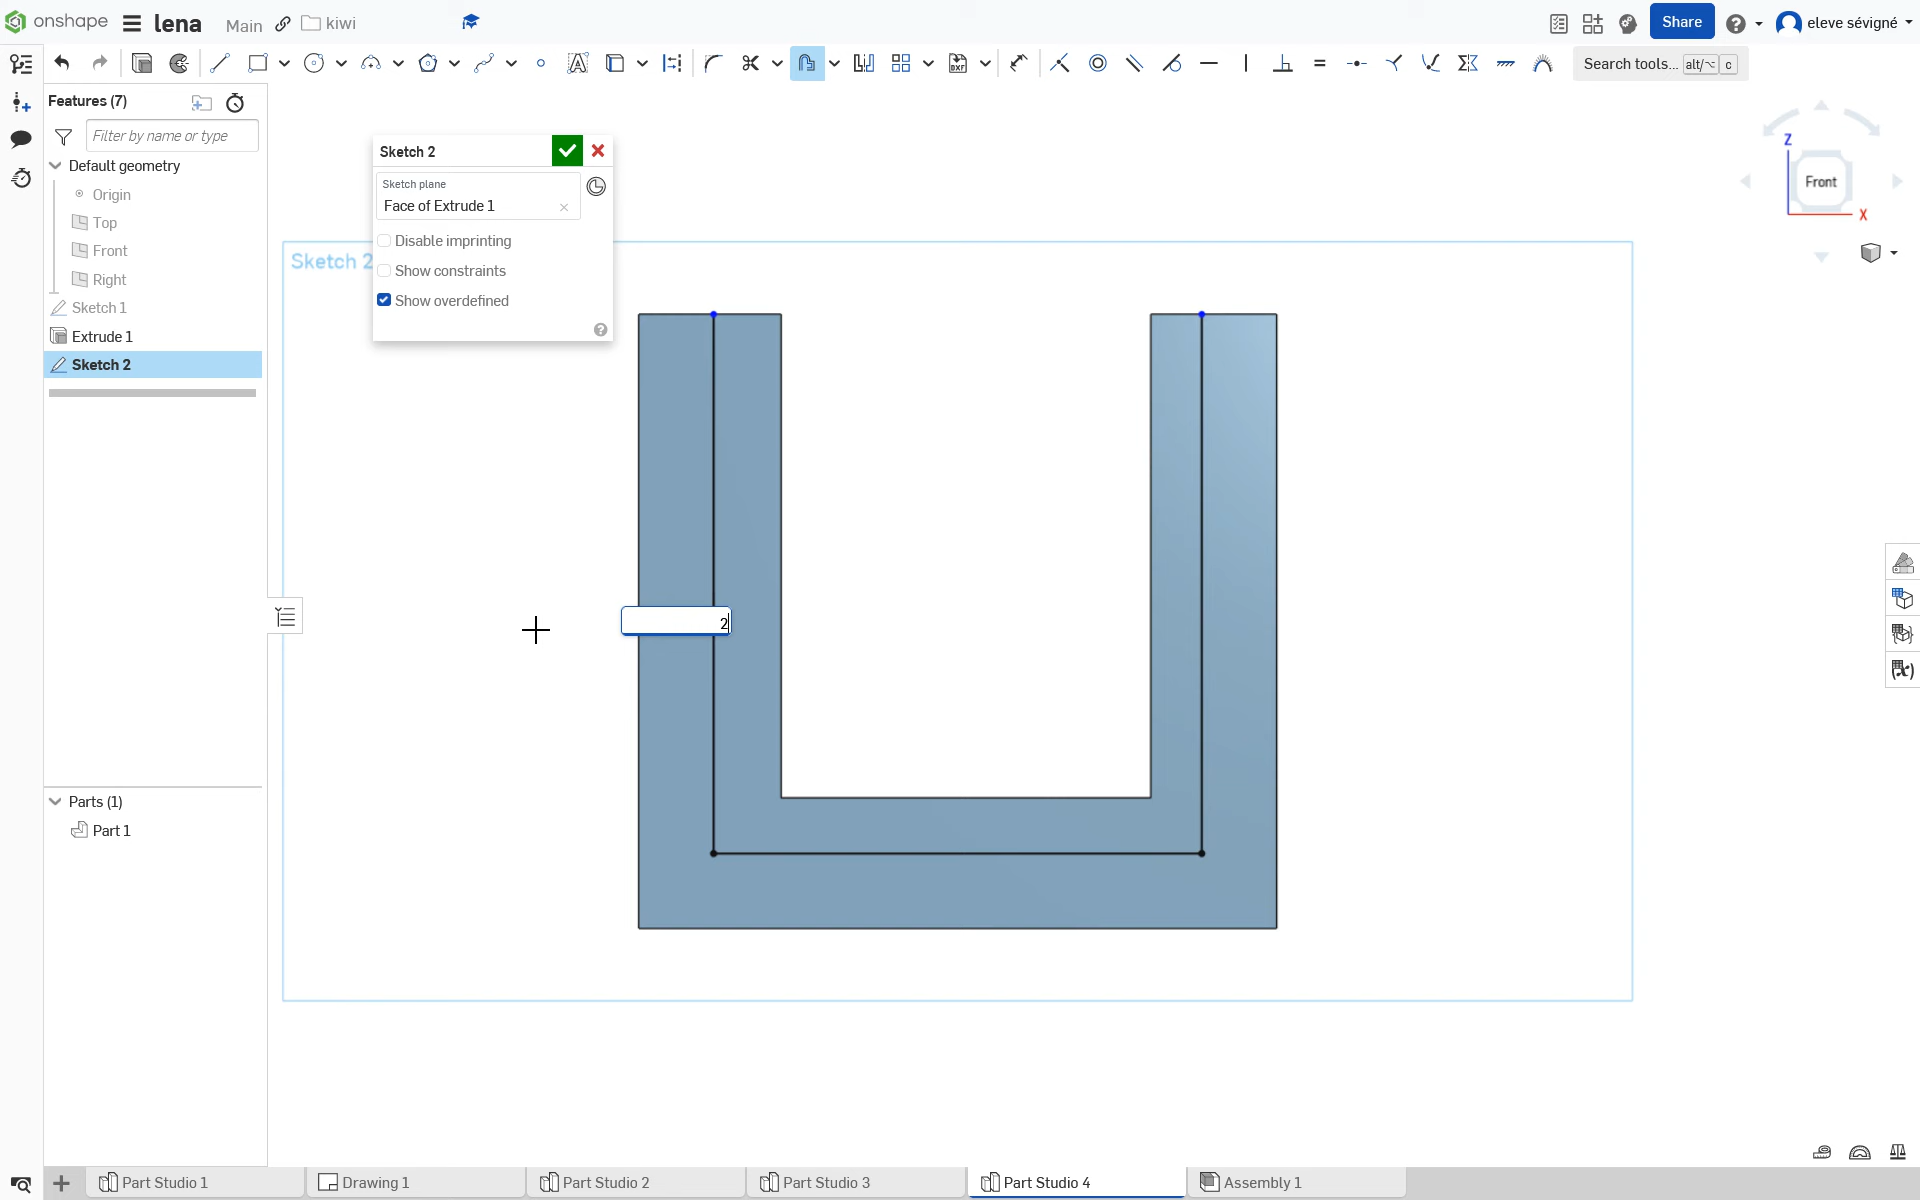 onshape lena Main kiwi Share eleve sévigné
Search tools... alt/⌥ c
Features (7)
Filter by name or type
Default geometry
Origin
Top
Front
Right
Sketch 1
Extrude 1
Sketch 2
Parts (1)
Part 1
Sketch 2
Sketch plane
Face of Extrude 1
Disable imprinting
Show constraints
Show overdefined
Sketch 2
2
Z
Front
X
Part Studio 1 Drawing 1 Part Studio 2 Part Studio 3 Part Studio 4 Assembly 1